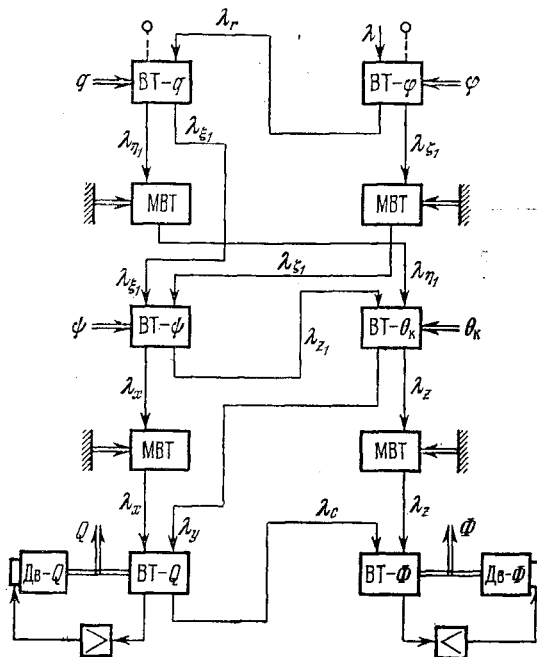 λ_r λ
q ВТ-q ВТ-φ φ
λ_η₁ λ_ξ₁ λ_ζ₁
МВТ МВТ
λ_ξ₁ λ_ζ₁ λ_η₁
ψ ВТ-ψ λ_z₁ ВТ-θ_к θ_к
λ_x λ_z
МВТ МВТ
λ_x λ_y λ_c λ_z
Q Φ
Дв-Q ВТ-Q ВТ-Φ Дв-Φ